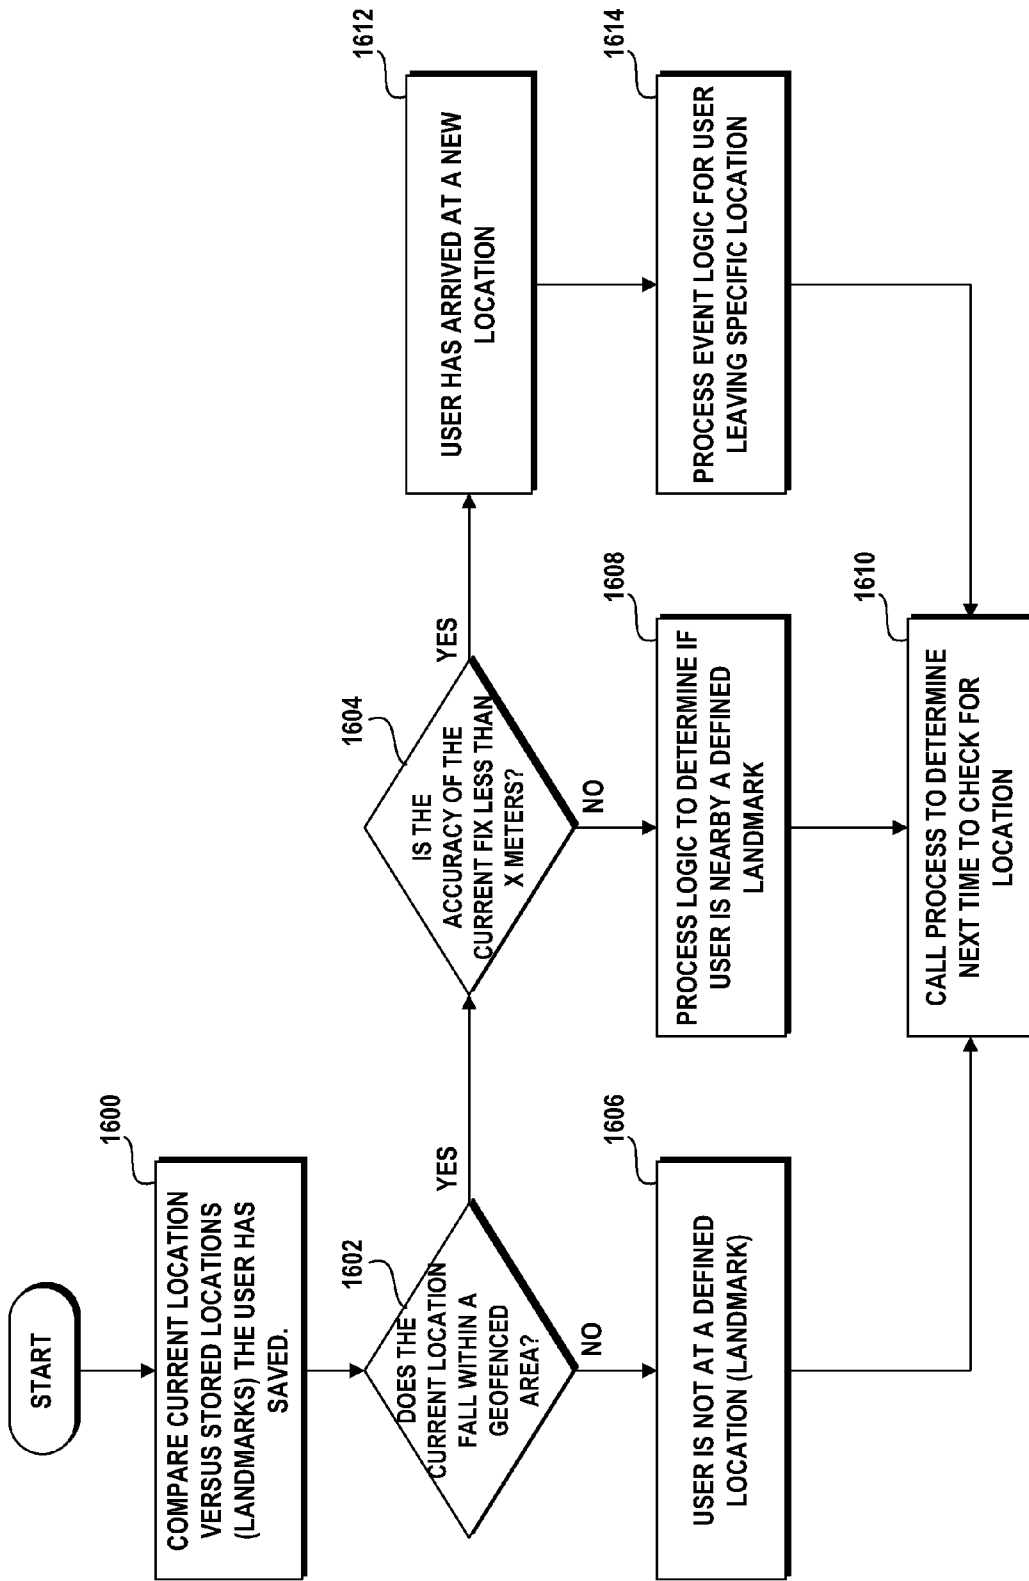 START
1600
COMPARE CURRENT LOCATION
VERSUS STORED LOCATIONS
(LANDMARKS) THE USER HAS
SAVED.
1602
DOES THE
CURRENT LOCATION
FALL WITHIN A
GEOFENCED
AREA?
YES
NO
1604
IS THE
ACCURACY OF THE
CURRENT FIX LESS THAN
X METERS?
YES
NO
1612
USER HAS ARRIVED AT A NEW
LOCATION
1606
USER IS NOT AT A DEFINED
LOCATION (LANDMARK)
1608
PROCESS LOGIC TO DETERMINE IF
USER IS NEARBY A DEFINED
LANDMARK
1614
PROCESS EVENT LOGIC FOR USER
LEAVING SPECIFIC LOCATION
1610
CALL PROCESS TO DETERMINE
NEXT TIME TO CHECK FOR
LOCATION